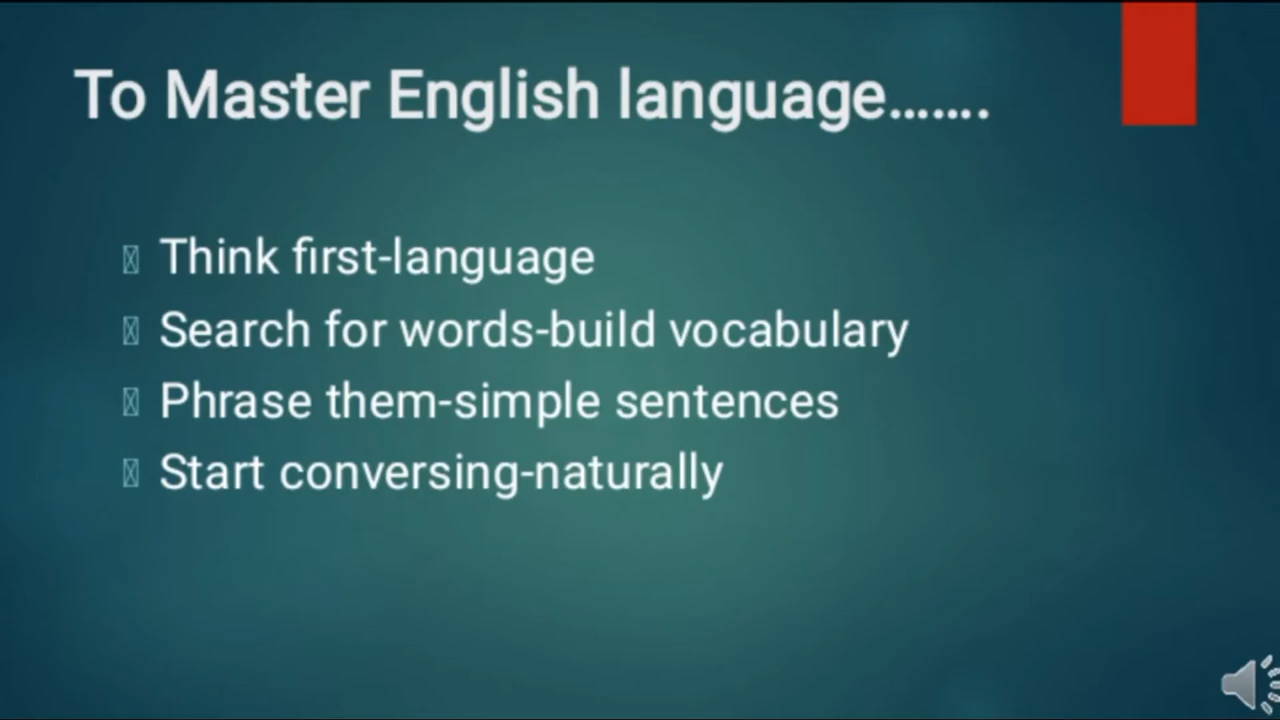 To Master English language.......
Think first-language
Search for words-build vocabulary
Phrase them-simple sentences
Start conversing-naturally